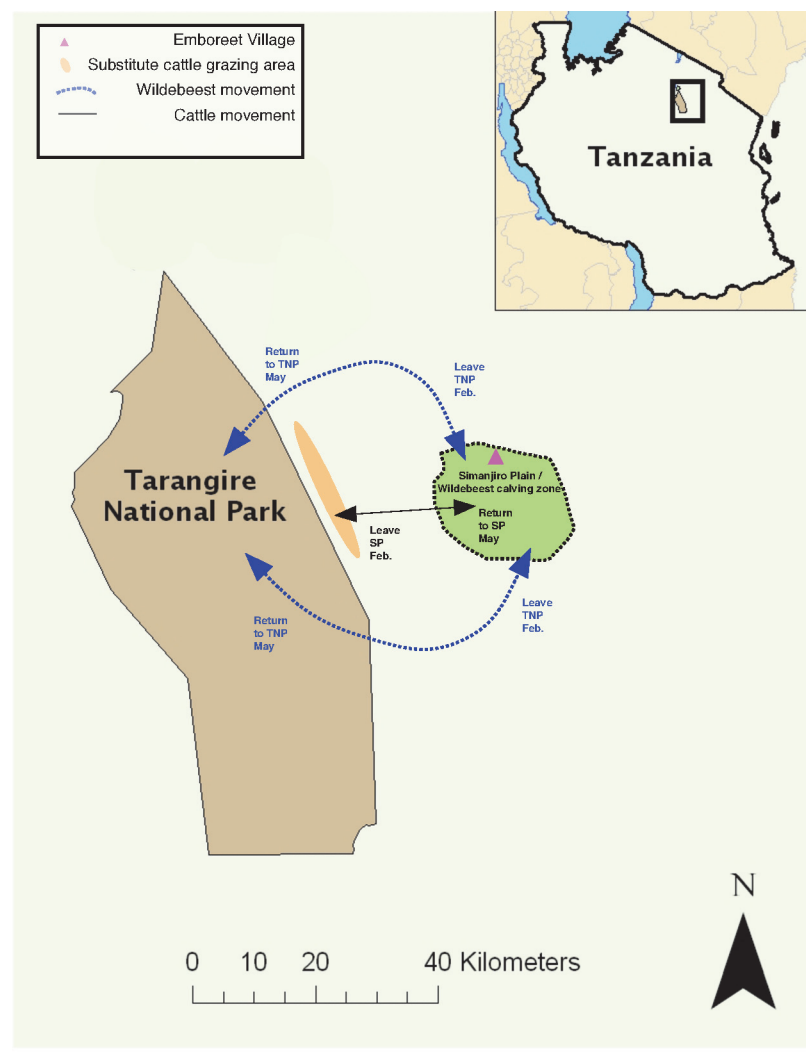 Emboreet Village
Substitute cattle grazing area
Wildebeest movement
Cattle movement
Tanzania
Return
to TNP
May
Leave
TNP
Feb.
Tarangire
National Park
Simanjiro Plain /
Wildebeest calving zone
Return
to SP
May
Leave
SP
Feb.
Return
to TNP
May
Leave
TNP
Feb.
N
0 10 20 40 Kilometers